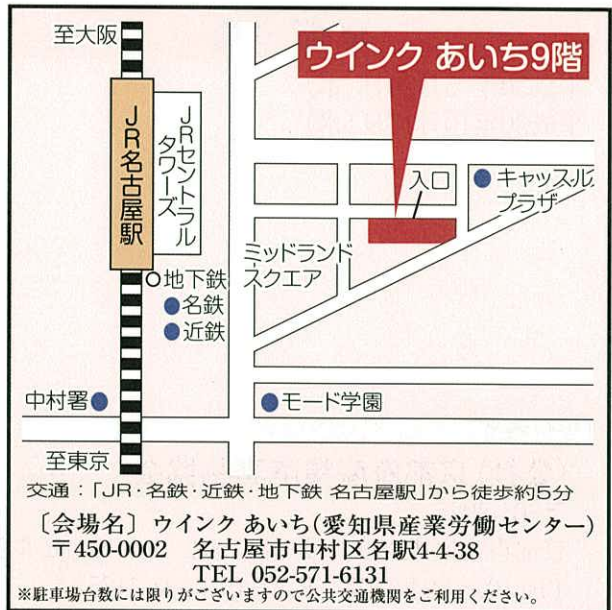 至大阪
ウインク あいち9階
JR名古屋駅
JRセントラル
タワーズ
入口
キャッスル
プラザ
ミッドランド
スクエア
地下鉄
名鉄
近鉄
中村署
モード学園
至東京
交通：「JR・名鉄・近鉄・地下鉄 名古屋駅」から徒歩約5分
〔会場名〕ウインク あいち(愛知県産業労働センター)
〒450-0002 名古屋市中村区名駅4-4-38
TEL 052-571-6131
※駐車場台数には限りがございますので公共交通機関をご利用ください。